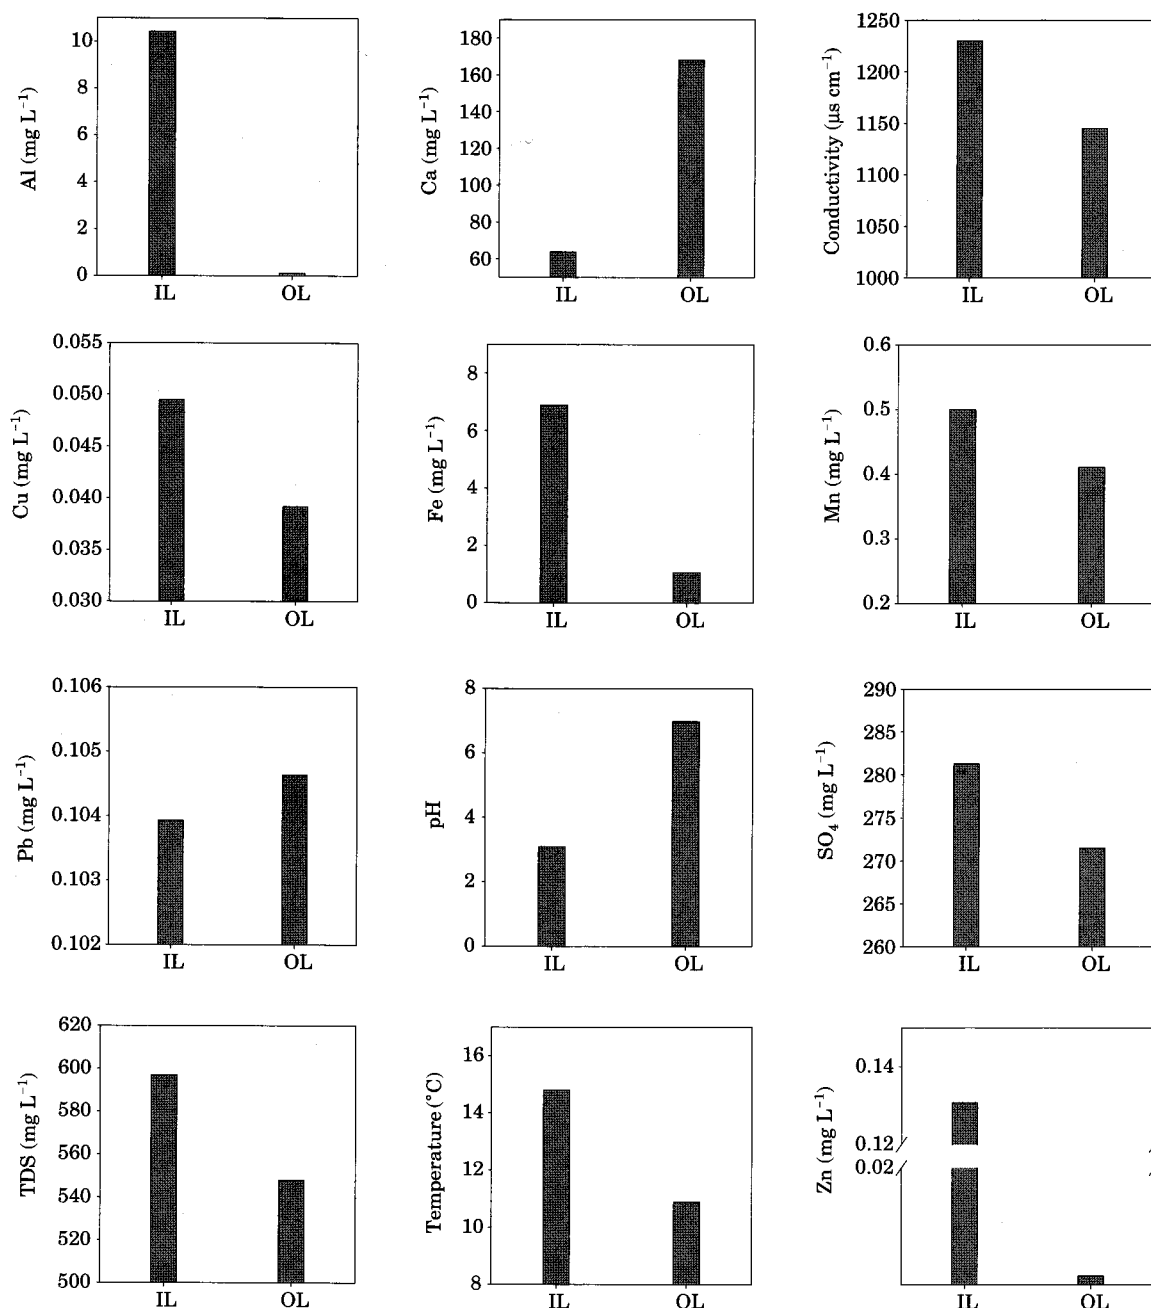 Al (mg L⁻¹)
10
8
6
4
2
0
IL OL
Ca (mg L⁻¹)
180
160
140
120
100
80
60
IL OL
Conductivity (μs cm⁻¹)
1250
1200
1150
1100
1050
1000
IL OL
Cu (mg L⁻¹)
0.055
0.050
0.045
0.040
0.035
0.030
IL OL
Fe (mg L⁻¹)
8
6
4
2
0
IL OL
Mn (mg L⁻¹)
0.6
0.5
0.4
0.3
0.2
IL OL
Pb (mg L⁻¹)
0.106
0.105
0.104
0.103
0.102
IL OL
pH
8
6
4
2
0
IL OL
SO₄ (mg L⁻¹)
290
285
280
275
270
265
260
IL OL
TDS (mg L⁻¹)
620
600
580
560
540
520
500
IL OL
Temperature (°C)
16
14
12
10
8
IL OL
Zn (mg L⁻¹)
0.14
0.12
0.02
IL OL